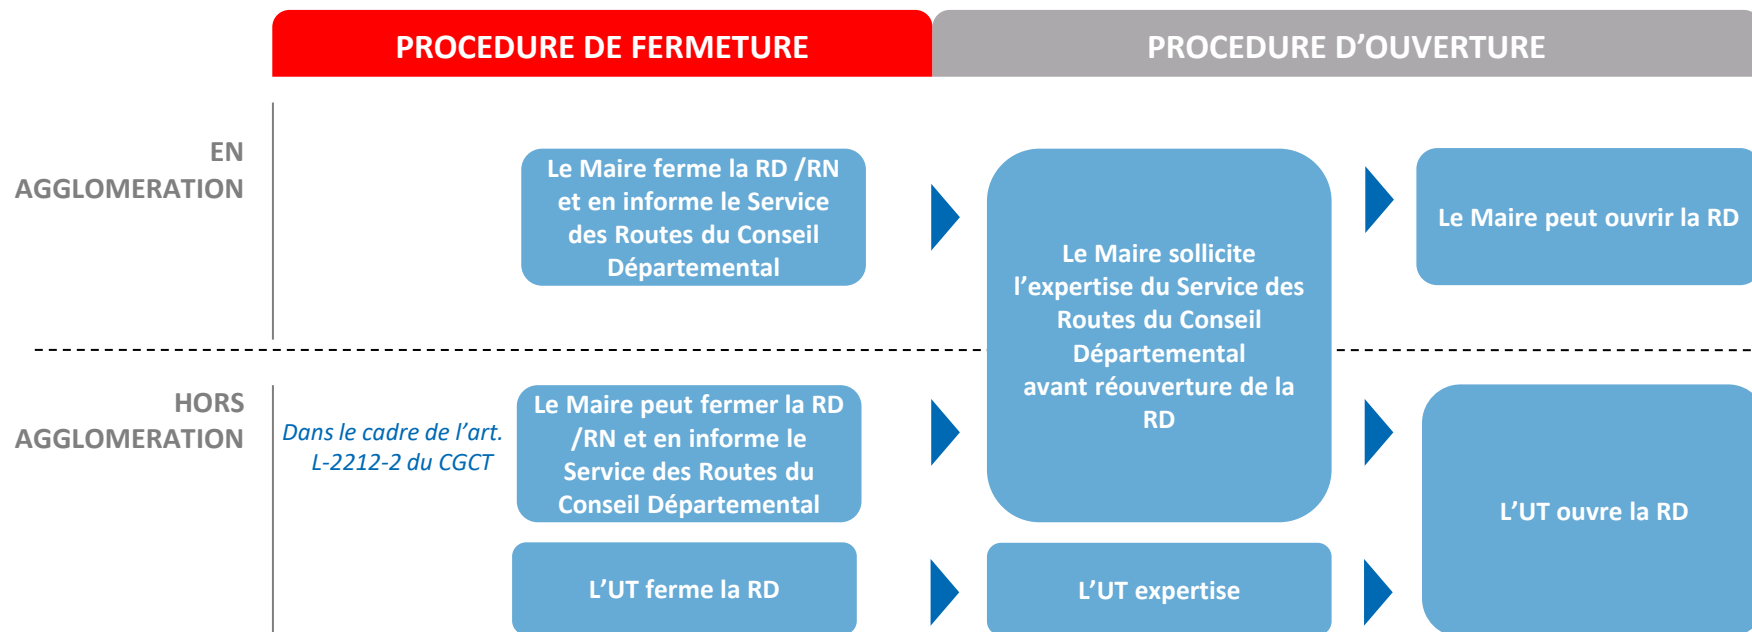 PROCEDURE DE FERMETURE
PROCEDURE D’OUVERTURE
EN
AGGLOMERATION
Le Maire ferme la RD /RN
et en informe le Service
des Routes du Conseil
Départemental
Le Maire sollicite
l’expertise du Service des
Routes du Conseil
Départemental
avant réouverture de la
RD
Le Maire peut ouvrir la RD
HORS
AGGLOMERATION
Dans le cadre de l’art.
L-2212-2 du CGCT
Le Maire peut fermer la RD
/RN et en informe le
Service des Routes du
Conseil Départemental
L’UT ouvre la RD
L’UT ferme la RD
L’UT expertise